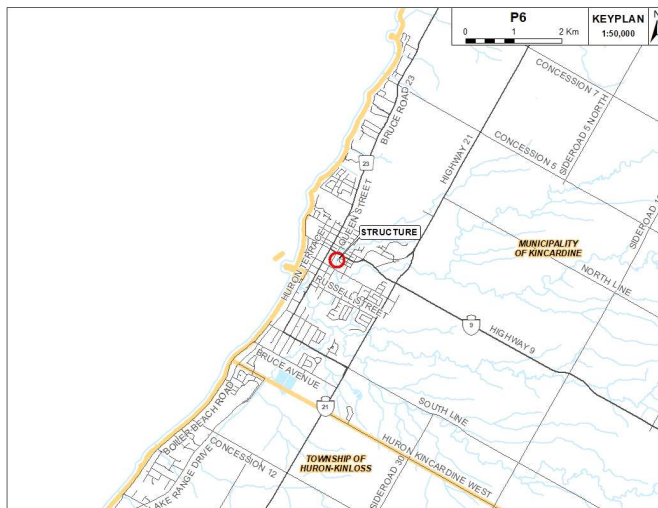 P6
0 1 2 Km
KEYPLAN
1:50,000
N
CONCESSION 7
BRUCE ROAD 23
SIDEROAD 5 NORTH
CONCESSION 5
HIGHWAY 21
23
QUEEN STREET
STRUCTURE
HURON TERRACE
MUNICIPALITY
OF KINCARDINE
NORTH LINE
RUSSELL STREET
9
HIGHWAY 9
BRUCE AVENUE
21
SOUTH LINE
BOILER BEACH ROAD
HURON KINCARDINE WEST
CONCESSION 12
TOWNSHIP OF
HURON-KINLOSS
SIDEROAD 30
LAKE RANGE DRIVE